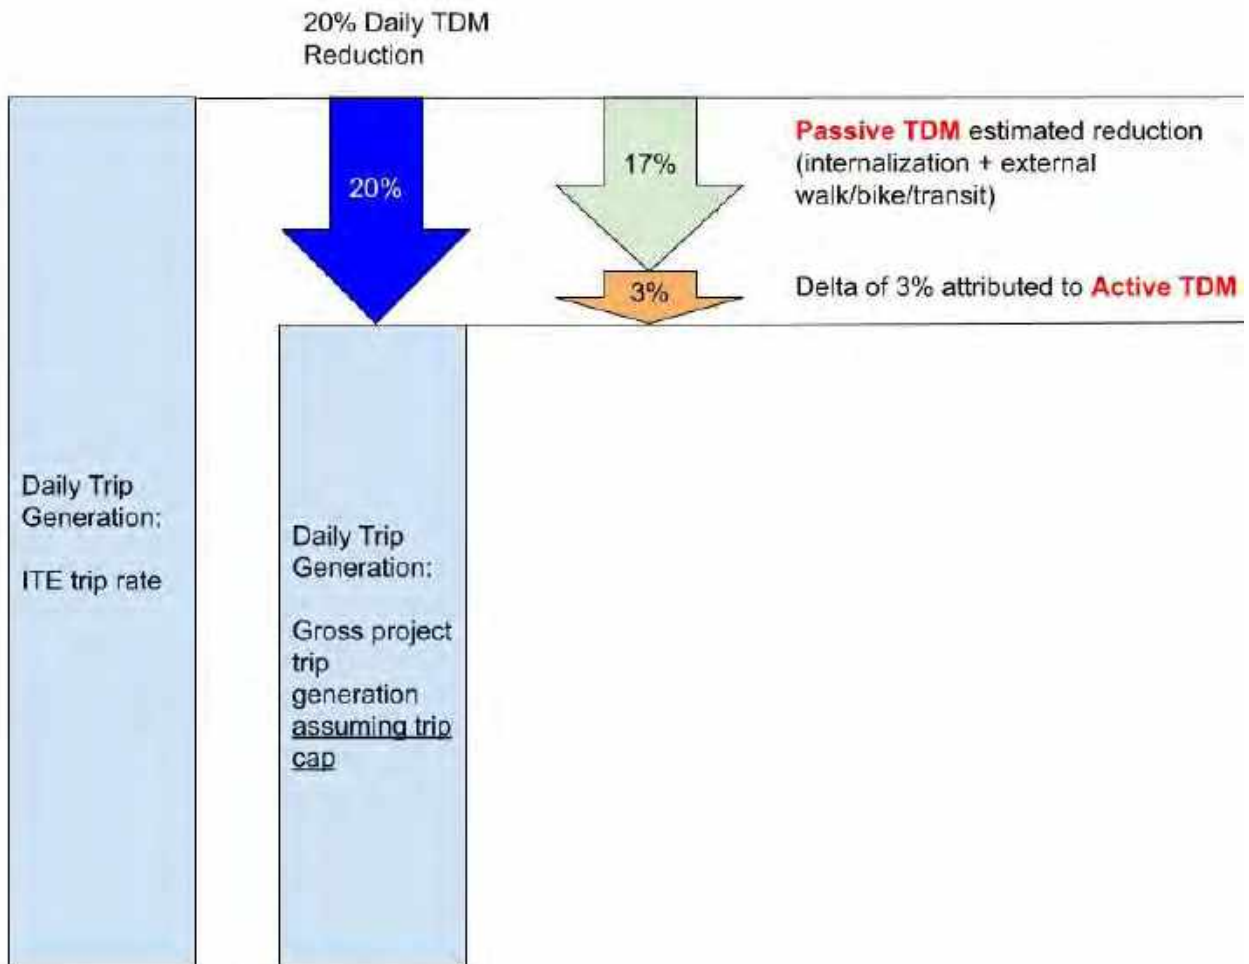 20% Daily TDM
Reduction
20%
17%
Passive TDM estimated reduction
(internalization + external
walk/bike/transit)
3%
Delta of 3% attributed to Active TDM
Daily Trip
Generation:
ITE trip rate
Daily Trip
Generation:
Gross project
trip
generation
assuming trip
cap